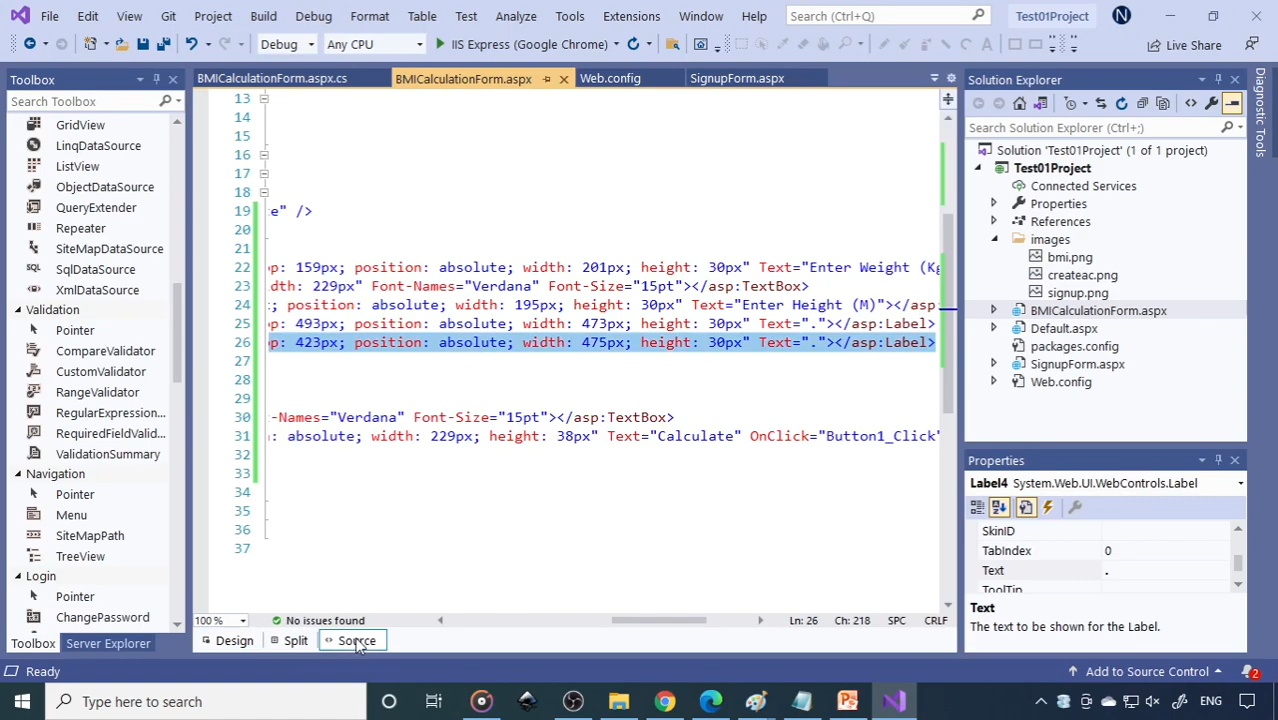 File Edit View Git Project Build Debug Format Table Test Analyze Tools Extensions Window Help Search (Ctrl+Q) Test01Project N
Debug Any CPU IIS Express (Google Chrome) Live Share
Toolbox
Search Toolbox
GridView
LinqDataSource
ListView
ObjectDataSource
QueryExtender
Repeater
SiteMapDataSource
SqlDataSource
XmlDataSource
Validation
Pointer
CompareValidator
CustomValidator
RangeValidator
RegularExpression...
RequiredFieldValid...
ValidationSummary
Navigation
Pointer
Menu
SiteMapPath
TreeView
Login
Pointer
ChangePassword
Toolbox Server Explorer
BMICalculationForm.aspx.cs BMICalculationForm.aspx Web.config SignupForm.aspx
13
14
15
16
17
18
19 e" />
20
21
22 op: 159px; position: absolute; width: 201px; height: 30px" Text="Enter Weight (Kg
23 dth: 229px" Font-Names="Verdana" Font-Size="15pt"></asp:TextBox>
24 ; position: absolute; width: 195px; height: 30px" Text="Enter Height (M)"></asp
25 op: 493px; position: absolute; width: 473px; height: 30px" Text="."></asp:Label>
26 op: 423px; position: absolute; width: 475px; height: 30px" Text="."></asp:Label>
27
28
29
30 -Names="Verdana" Font-Size="15pt"></asp:TextBox>
31 : absolute; width: 229px; height: 38px" Text="Calculate" OnClick="Button1_Click"
32
33
34
35
36
37
100 % No issues found Ln: 26 Ch: 218 SPC CRLF
Design Split Source
Solution Explorer
Search Solution Explorer (Ctrl+;)
Solution 'Test01Project' (1 of 1 project)
Test01Project
Connected Services
Properties
References
images
bmi.png
createac.png
signup.png
BMICalculationForm.aspx
Default.aspx
packages.config
SignupForm.aspx
Web.config
Properties
Label4 System.Web.UI.WebControls.Label
SkinID
TabIndex 0
Text .
ToolTip
Text
The text to be shown for the Label.
Diagnostic Tools
Ready Add to Source Control 2
Type here to search ENG